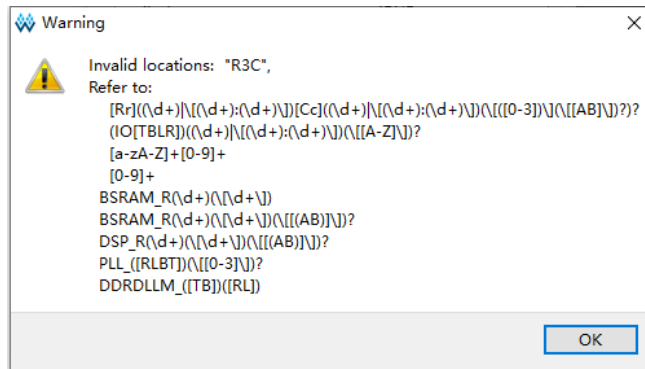 Warning
Invalid locations: "R3C",
Refer to:
[Rr]((\d+)|\[(\d+):(\d+)\])[Cc]((\d+)|\[(\d+):(\d+)\])(\[([0-3])\](\[[AB]\])?)?
(IO[TBLR])((\d+)|\[(\d+):(\d+)\])(\[[A-Z]\])?
[a-zA-Z]+[0-9]+
[0-9]+
BSRAM_R(\d+)(\[\d+\])
BSRAM_R(\d+)(\[\d+\])(\[[(AB)]\])?
DSP_R(\d+)(\[\d+\])(\[[(AB)]\])?
PLL_([RLBT])(\[[0-3]\])?
DDRDLLM_([TB])([RL])
OK